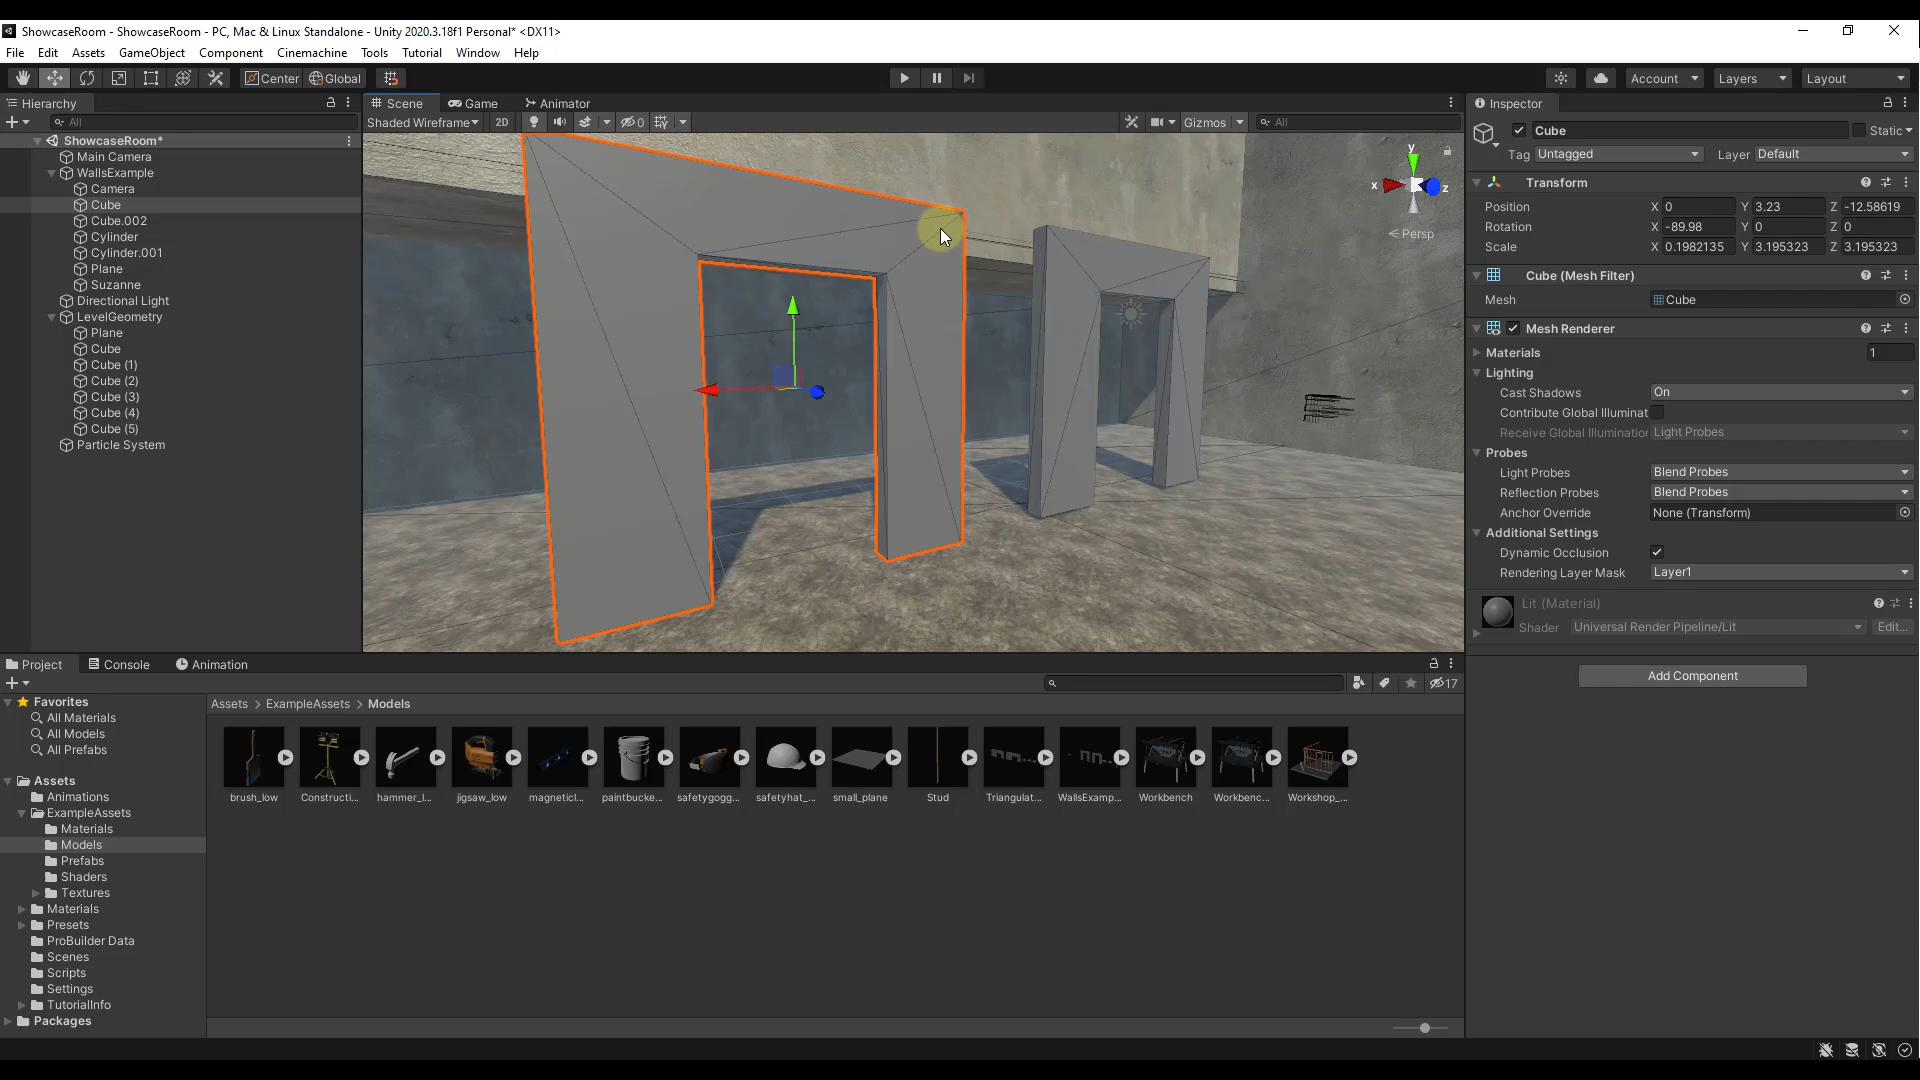 ShowcaseRoom - ShowcaseRoom - PC, Mac & Linux Standalone - Unity 2020.3.18f1 Personal* <DX11>
File Edit Assets GameObject Component Cinemachine Tools Tutorial Window Help
Center Global Account Layers Layout
Hierarchy
All
ShowcaseRoom*
Main Camera
WallsExample
Camera
Cube
Cube.002
Cylinder
Cylinder.001
Plane
Suzanne
Directional Light
LevelGeometry
Plane
Cube
Cube (1)
Cube (2)
Cube (3)
Cube (4)
Cube (5)
Particle System
Scene Game Animator
Shaded Wireframe 2D 0 Gizmos All
y
x z
Persp
Inspector
Cube Static
Tag Untagged Layer Default
Transform
Position X 0 Y 3.23 Z -12.58619
Rotation X -89.98 Y 0 Z 0
Scale X 0.1982135 Y 3.195323 Z 3.195323
Cube (Mesh Filter)
Mesh Cube
Mesh Renderer
Materials 1
Lighting
Cast Shadows On
Contribute Global Illuminat
Receive Global Illumination Light Probes
Probes
Light Probes Blend Probes
Reflection Probes Blend Probes
Anchor Override None (Transform)
Additional Settings
Dynamic Occlusion
Rendering Layer Mask Layer1
Lit (Material)
Shader Universal Render Pipeline/Lit Edit...
Add Component
Project Console Animation
17
Favorites
All Materials
All Models
All Prefabs
Assets
Animations
ExampleAssets
Materials
Models
Prefabs
Shaders
Textures
Materials
Presets
ProBuilder Data
Scenes
Scripts
Settings
TutorialInfo
Packages
Assets > ExampleAssets > Models
brush_low Constructi... hammer_l... jigsaw_low magneticl... paintbucke... safetygogg... safetyhat_... small_plane Stud Triangulat... WallsExamp... Workbench Workbenc... Workshop_...